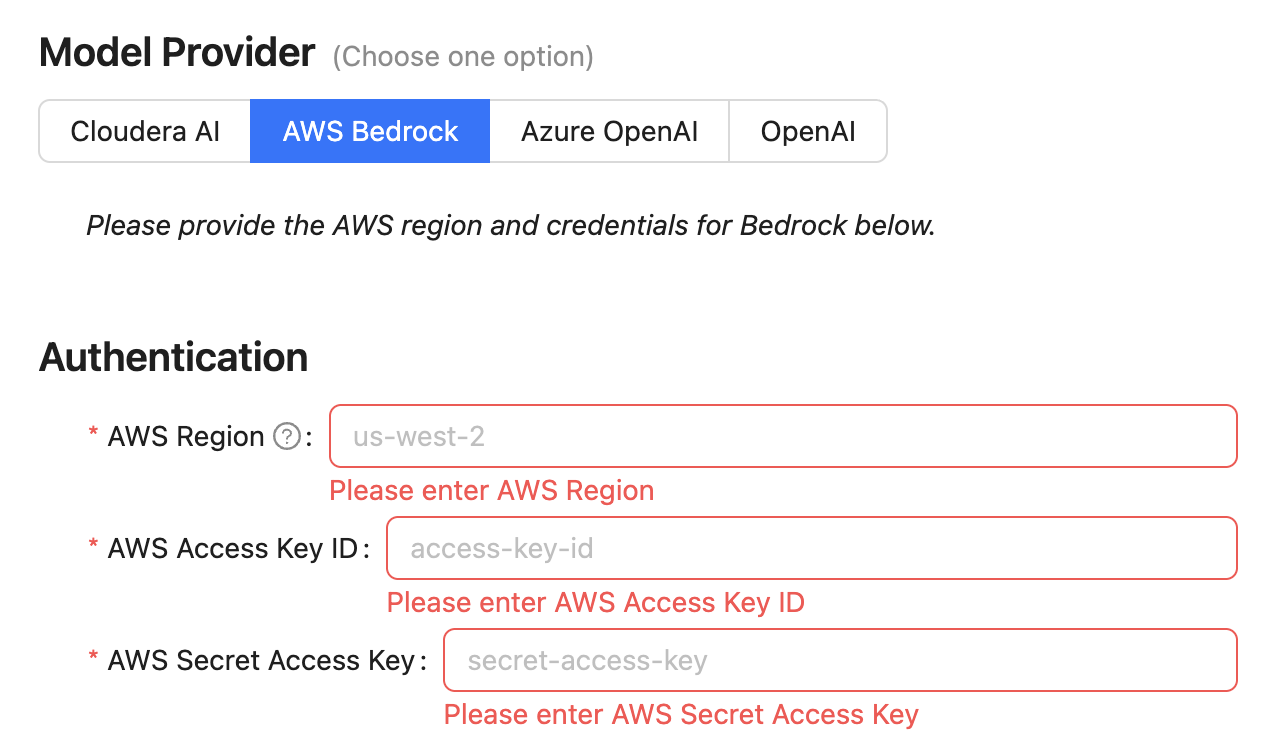 Model Provider (Choose one option)
Cloudera AI AWS Bedrock Azure OpenAI OpenAI
Please provide the AWS region and credentials for Bedrock below.
Authentication
* AWS Region ? : us-west-2
Please enter AWS Region
* AWS Access Key ID : access-key-id
Please enter AWS Access Key ID
* AWS Secret Access Key : secret-access-key
Please enter AWS Secret Access Key